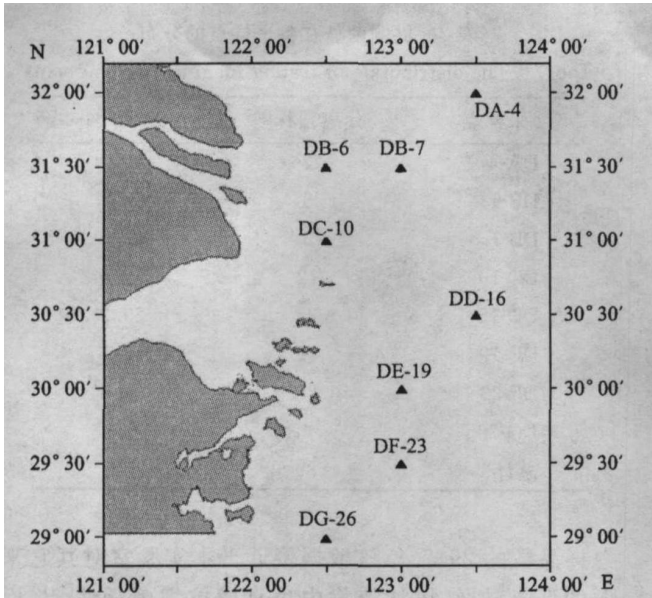 N 121° 00′ 122° 00′ 123° 00′ 124° 00′
32° 00′ 32° 00′
DA-4
31° 30′ DB-6 DB-7 31° 30′
31° 00′ DC-10 31° 00′
30° 30′ DD-16 30° 30′
30° 00′ DE-19 30° 00′
29° 30′ DF-23 29° 30′
29° 00′ DG-26 29° 00′
121° 00′ 122° 00′ 123° 00′ 124° 00′ E